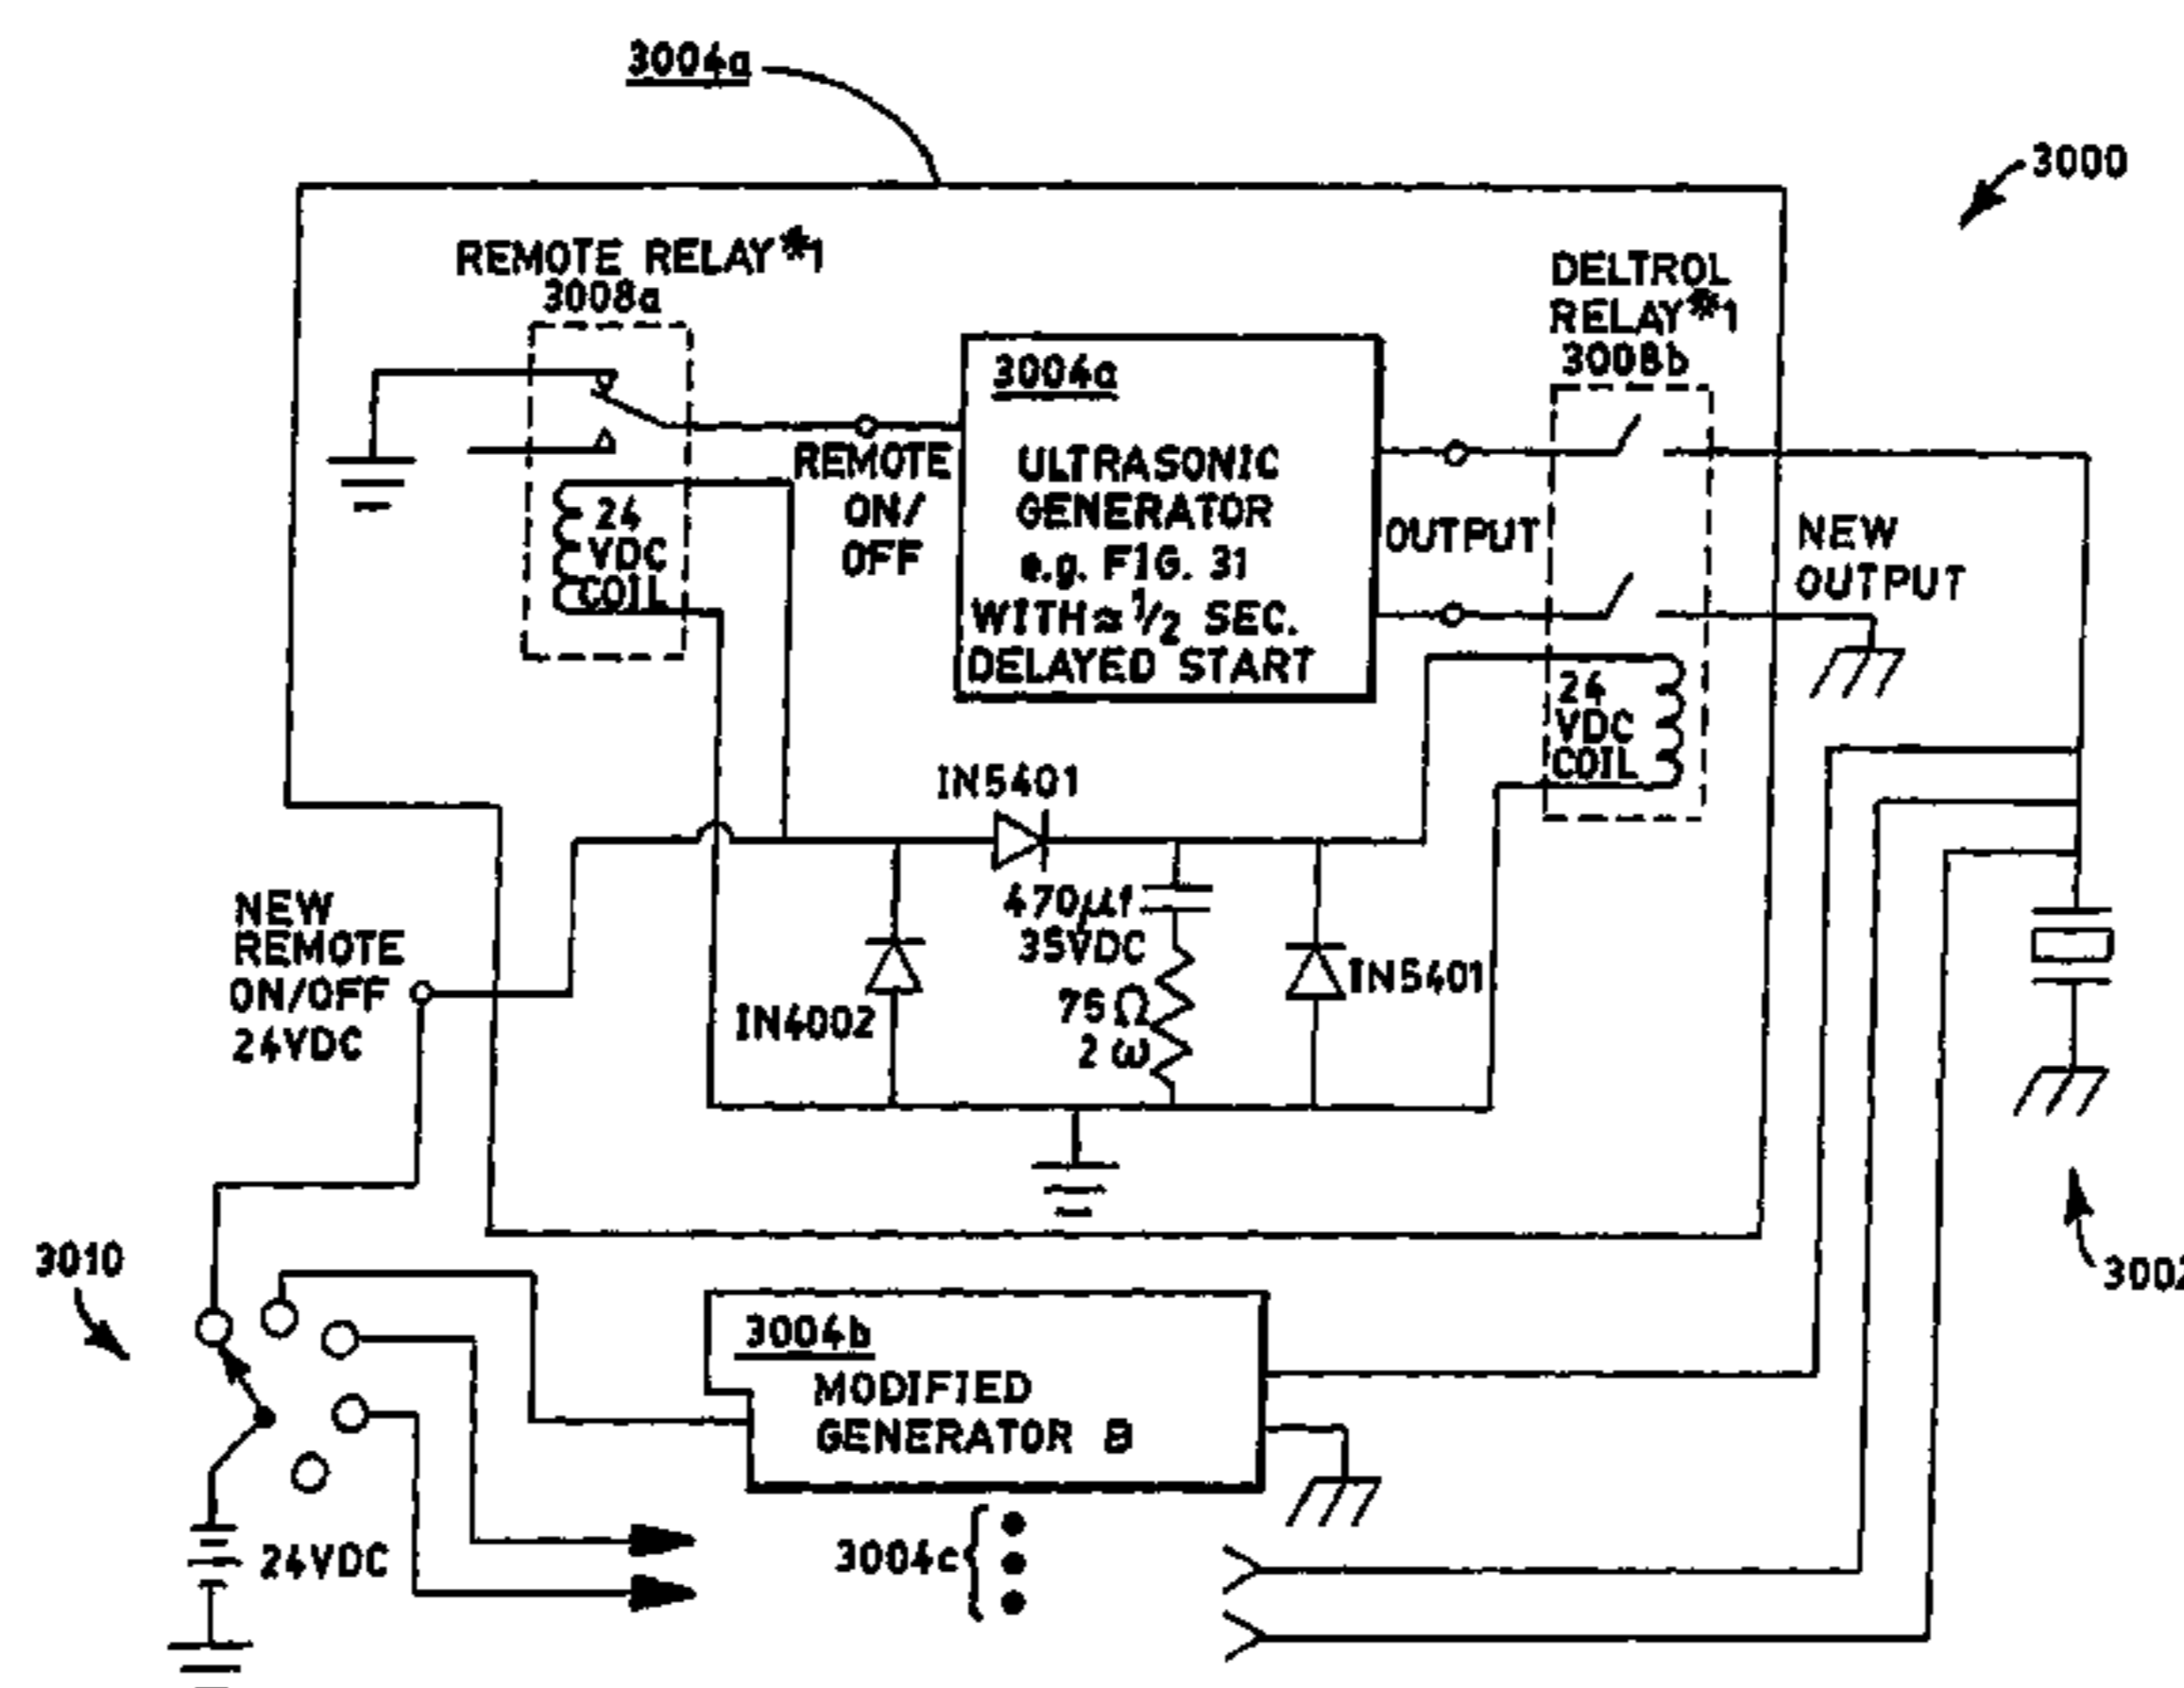 3004a
3000
REMOTE RELAY*1
3008a
DELTROL
RELAY*1
3008b
3004a
ULTRASONIC
GENERATOR
e.g. FIG. 31
WITH≈1/2 SEC.
DELAYED START
REMOTE
ON/
OFF
24
VDC
COIL
OUTPUT
NEW
OUTPUT
24
VDC
COIL
IN5401
470µf
35VDC
75Ω
2ω
IN4002
IN5401
NEW
REMOTE
ON/OFF
24VDC
3010
3002
3004b
MODIFIED
GENERATOR B
24VDC
3004c